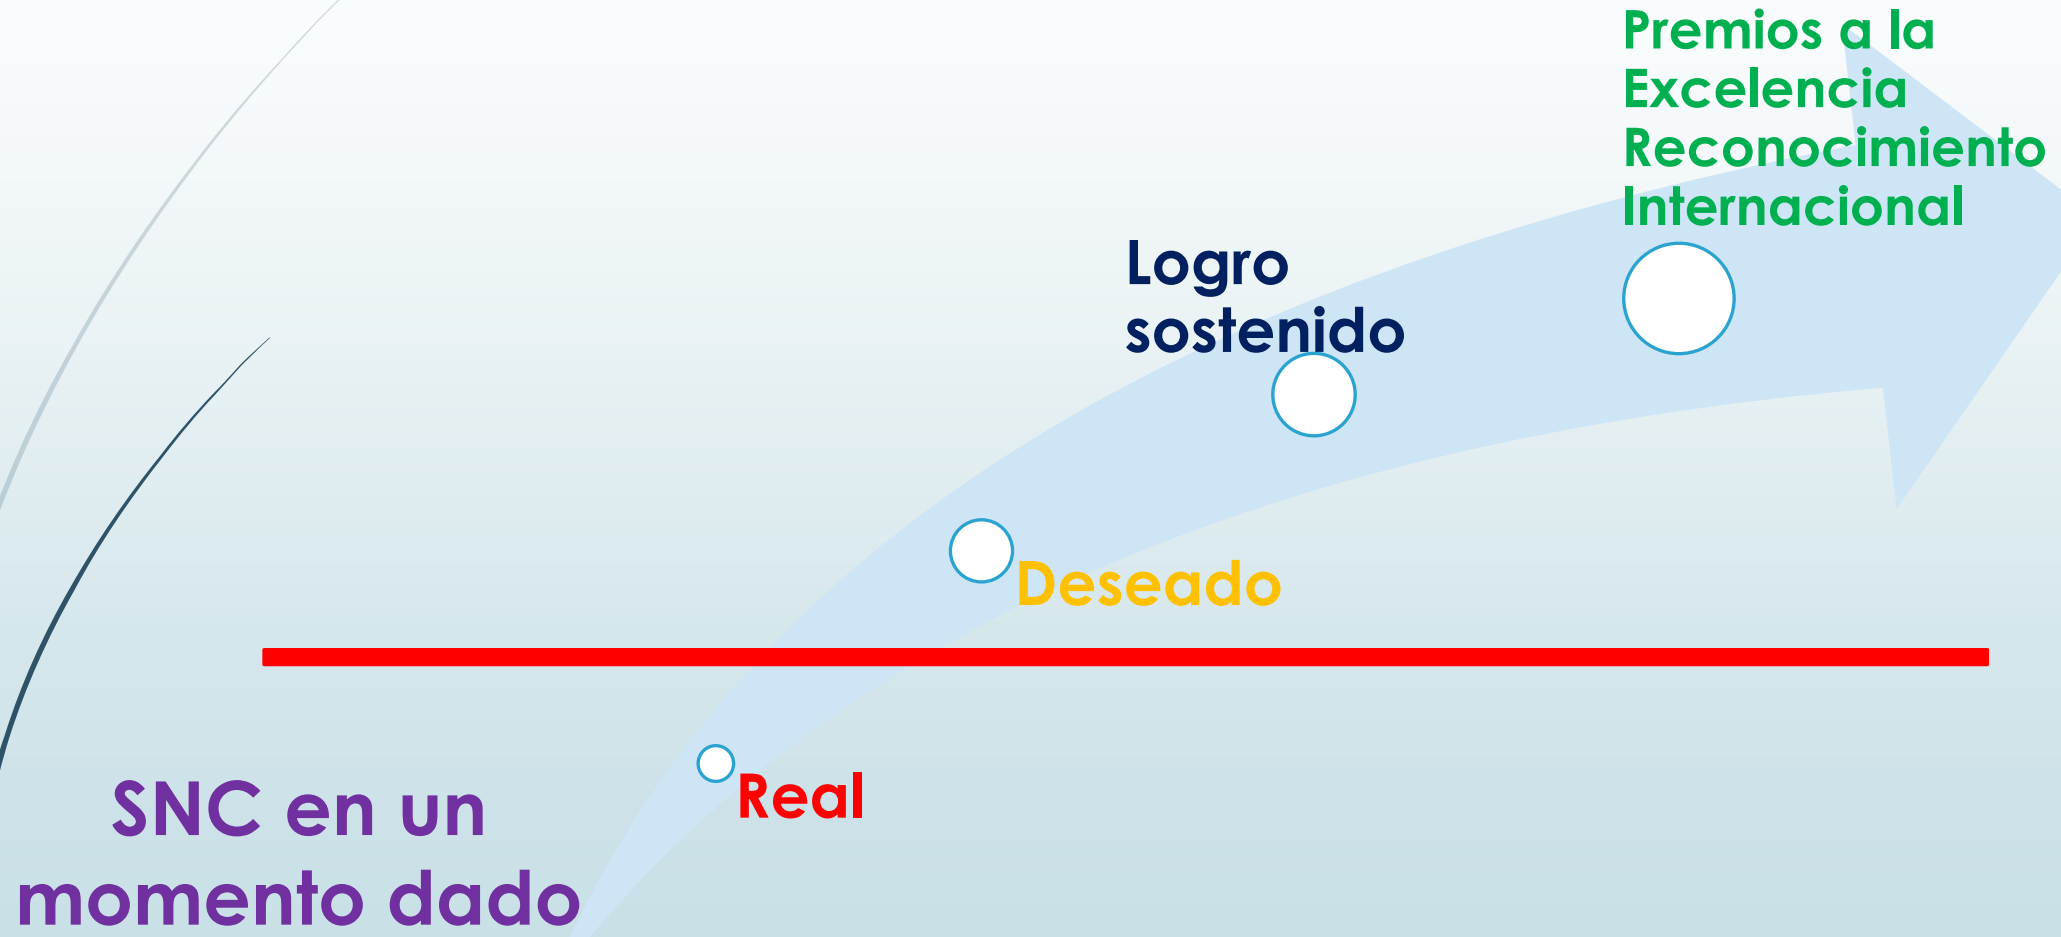 Premios a la
Excelencia
Reconocimiento
Internacional
Logro
sostenido
Deseado
Real
SNC en un
momento dado